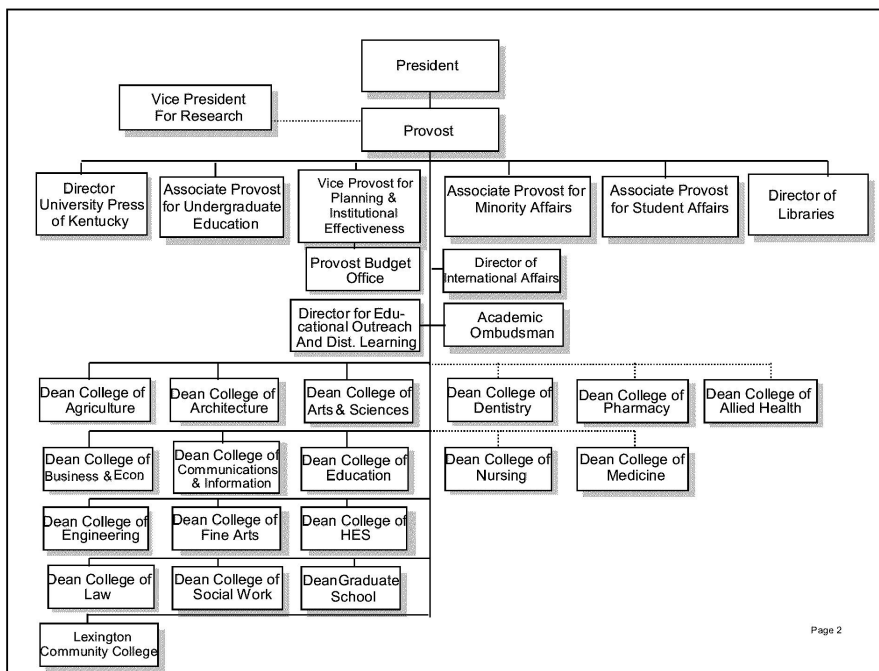 President
Vice President
For Research
Provost
Director
University Press
of Kentucky
Associate Provost
for Undergraduate
Education
Vice Provost for
Planning &
Institutional
Effectiveness
Associate Provost for
Minority Affairs
Associate Provost
for Student Affairs
Director of
Libraries
Provost Budget
Office
Director of
International Affairs
Director for Edu-
cational Outreach
And Dist. Learning
Academic
Ombudsman
Dean College of
Agriculture
Dean College of
Architecture
Dean College of
Arts & Sciences
Dean College of
Dentistry
Dean College of
Pharmacy
Dean College of
Allied Health
Dean College of
Business & Econ
Dean College of
Communications
& Information
Dean College of
Education
Dean College of
Nursing
Dean College of
Medicine
Dean College of
Engineering
Dean College of
Fine Arts
Dean College of
HES
Dean College of
Law
Dean College of
Social Work
Dean Graduate
School
Lexington
Community College
Page 2